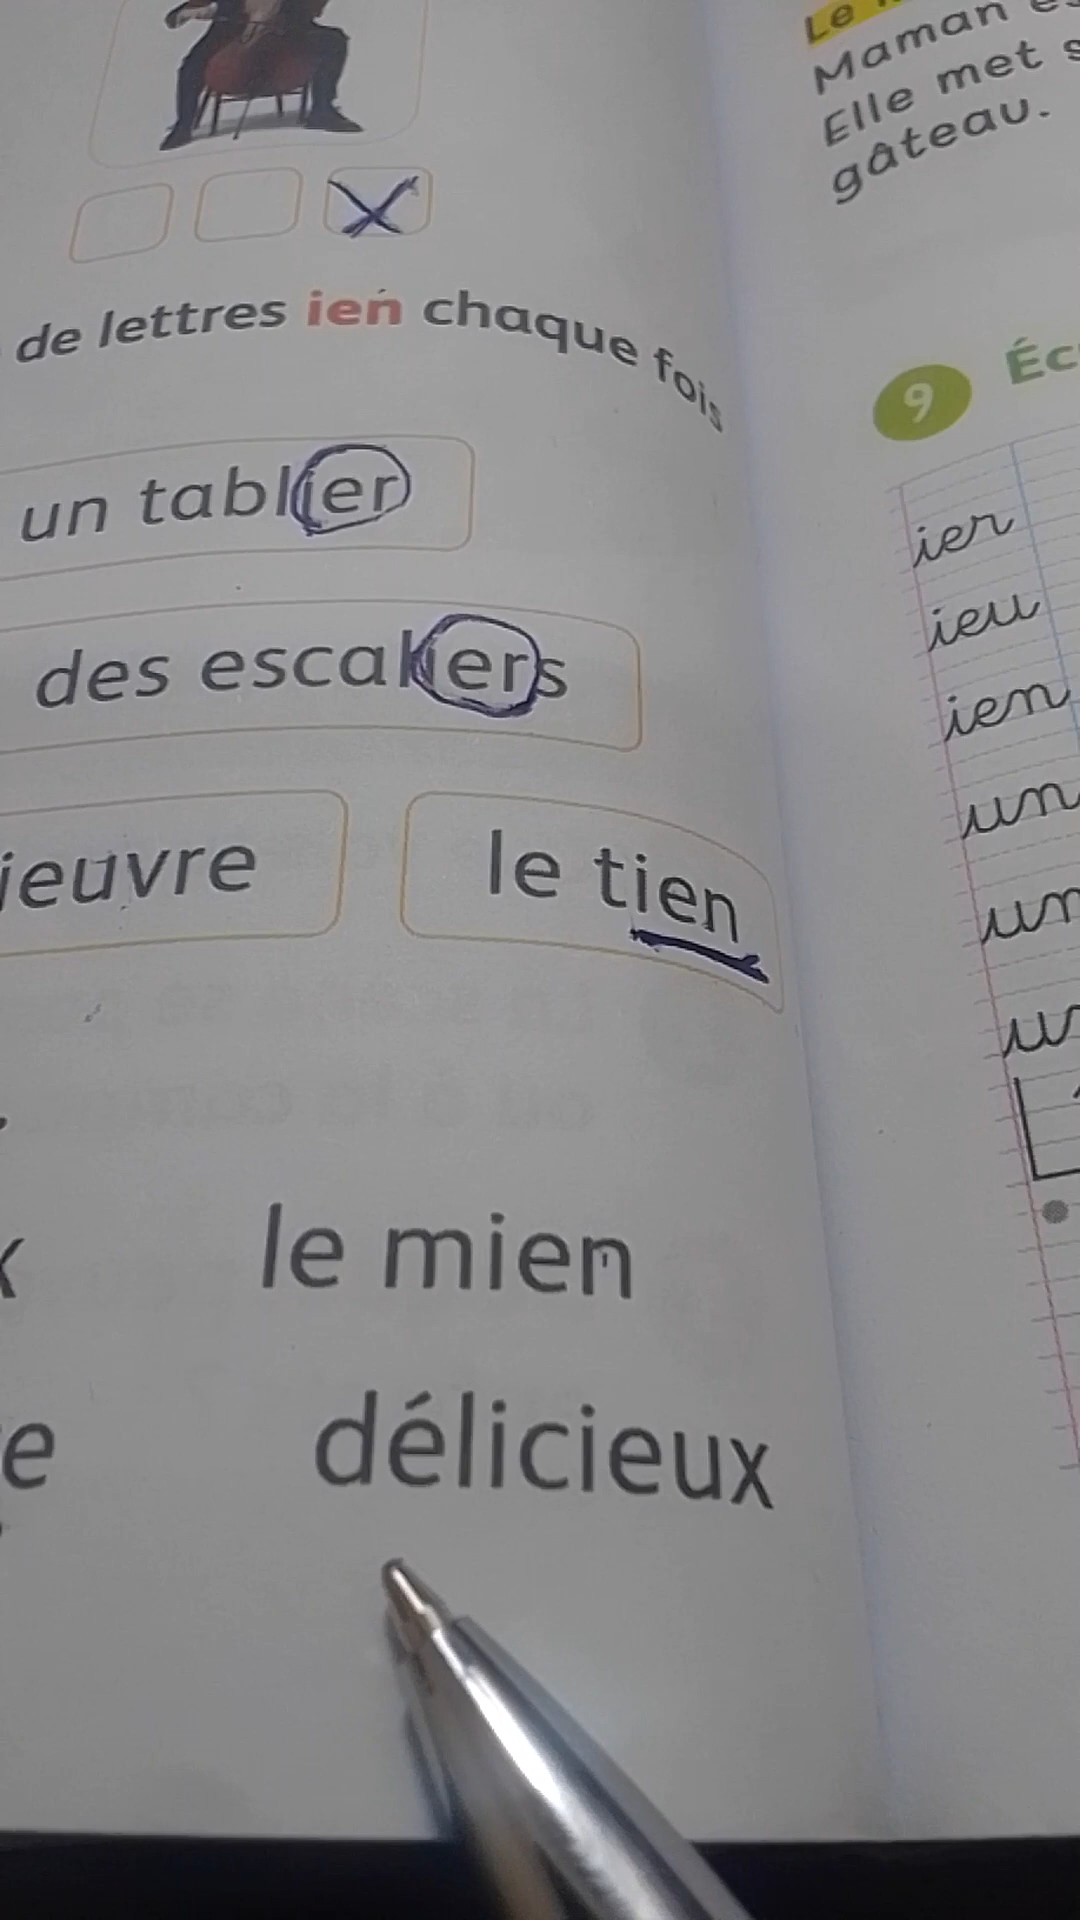 de lettres ien chaque fois
un tablier
des escaliers
ieuvre
le tien
le mien
délicieux
Le
Maman
Elle met
gâteau.
9
ier
ieu
ien
un